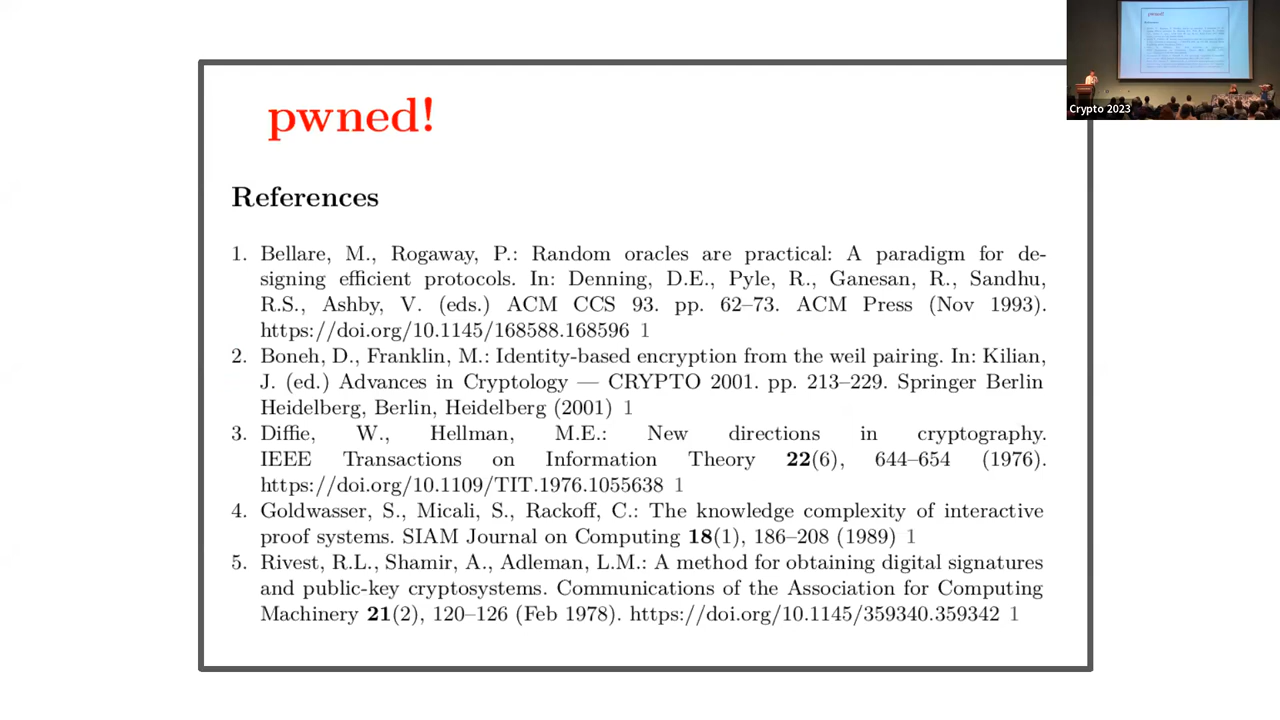 pwned!
References
1. Bellare, M., Rogaway, P.: Random oracles are practical: A paradigm for de-
signing efficient protocols. In: Denning, D.E., Pyle, R., Ganesan, R., Sandhu,
R.S., Ashby, V. (eds.) ACM CCS 93. pp. 62–73. ACM Press (Nov 1993).
https://doi.org/10.1145/168588.168596 1
2. Boneh, D., Franklin, M.: Identity-based encryption from the weil pairing. In: Kilian,
J. (ed.) Advances in Cryptology — CRYPTO 2001. pp. 213–229. Springer Berlin
Heidelberg, Berlin, Heidelberg (2001) 1
3. Diffie, W., Hellman, M.E.: New directions in cryptography.
IEEE Transactions on Information Theory 22(6), 644–654 (1976).
https://doi.org/10.1109/TIT.1976.1055638 1
4. Goldwasser, S., Micali, S., Rackoff, C.: The knowledge complexity of interactive
proof systems. SIAM Journal on Computing 18(1), 186–208 (1989) 1
5. Rivest, R.L., Shamir, A., Adleman, L.M.: A method for obtaining digital signatures
and public-key cryptosystems. Communications of the Association for Computing
Machinery 21(2), 120–126 (Feb 1978). https://doi.org/10.1145/359340.359342 1
pwned!
Crypto 2023